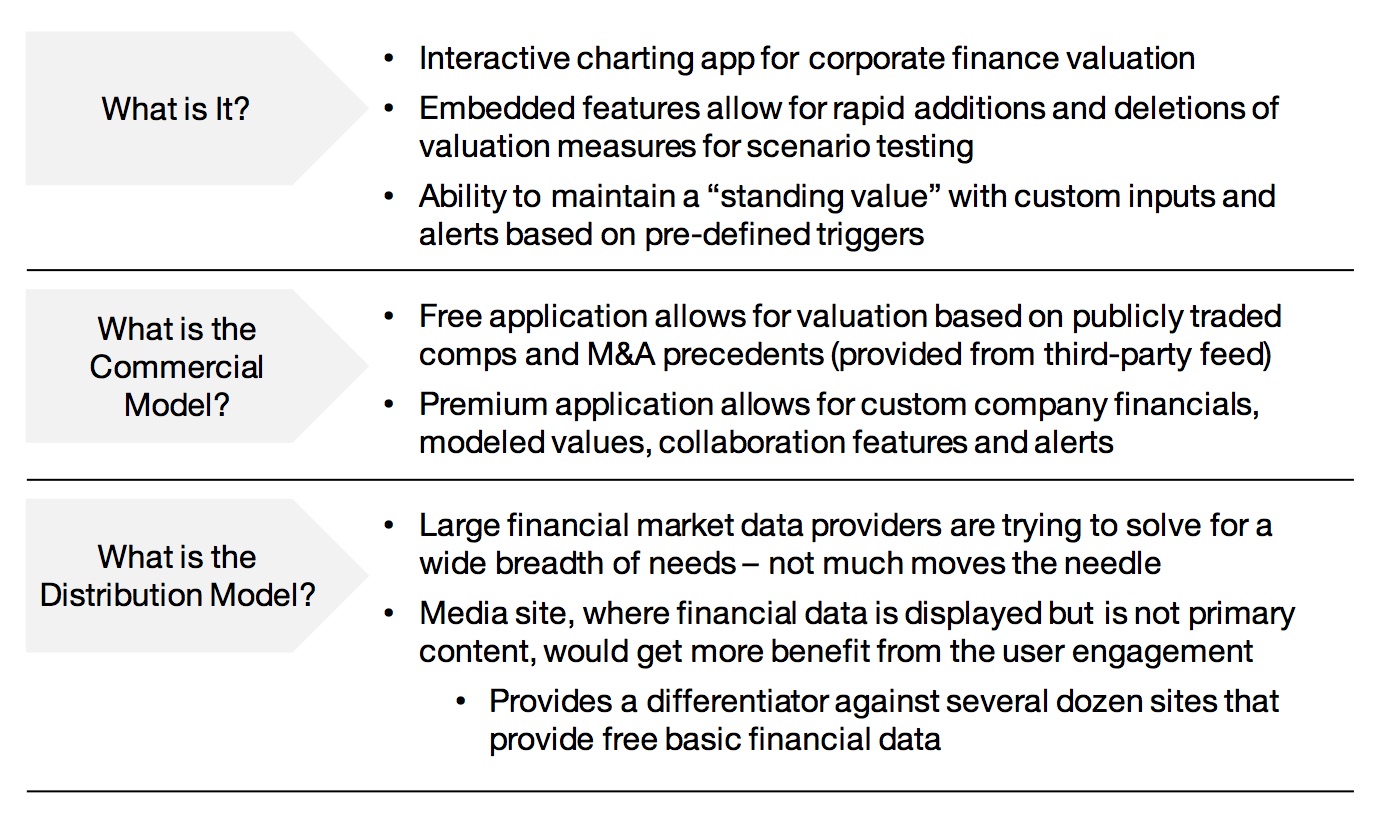 What is It?
• Interactive charting app for corporate finance valuation
• Embedded features allow for rapid additions and deletions of
valuation measures for scenario testing
• Ability to maintain a “standing value” with custom inputs and
alerts based on pre-defined triggers
What is the
Commercial
Model?
• Free application allows for valuation based on publicly traded
comps and M&A precedents (provided from third-party feed)
• Premium application allows for custom company financials,
modeled values, collaboration features and alerts
What is the
Distribution Model?
• Large financial market data providers are trying to solve for a
wide breadth of needs – not much moves the needle
• Media site, where financial data is displayed but is not primary
content, would get more benefit from the user engagement
• Provides a differentiator against several dozen sites that
provide free basic financial data